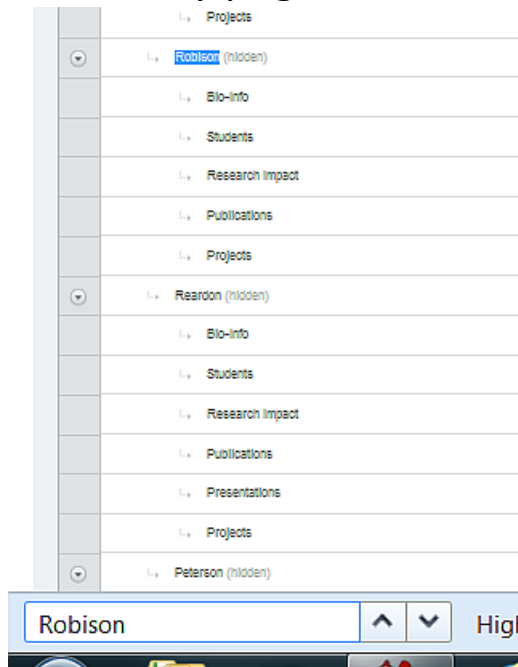 Projects
Robison (hidden)
Bio-Info
Students
Research Impact
Publications
Projects
Reardon (hidden)
Bio-Info
Students
Research Impact
Publications
Presentations
Projects
Peterson (hidden)
Robison